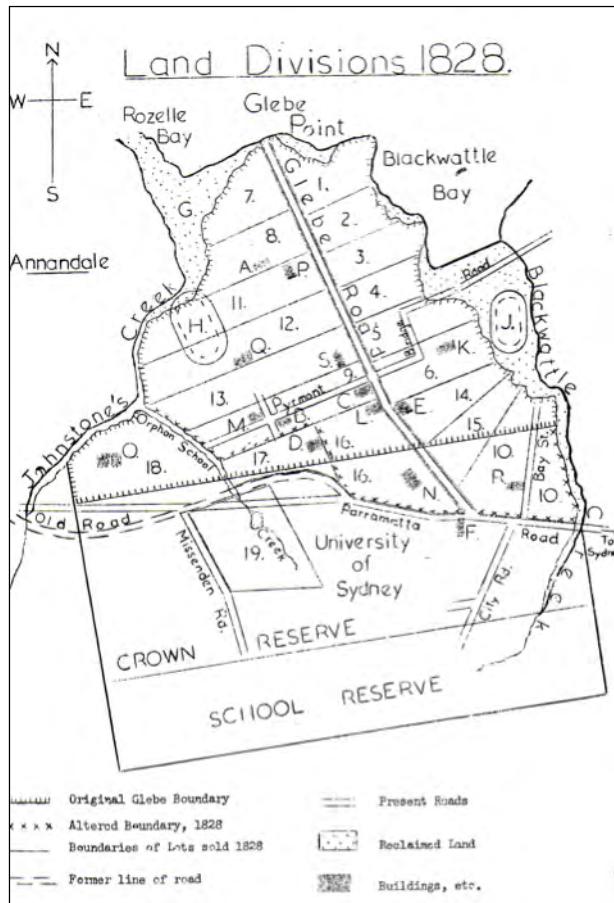 Land Divisions 1828.
N
W E
S
Rozelle Bay
Glebe Point
Blackwattle Bay
Annandale
Johnstone's Creek
Blackwattle Creek
Glebe Road
Bridge Road
Pyrmont
Orphan School Creek
Bay St.
Old Road
Parramatta Road
To Sydney
Missenden Rd.
City Rd.
University of Sydney
CROWN RESERVE
SCHOOL RESERVE
G.
7.
1.
8.
2.
A.
P.
3.
H.
11.
12.
4.
J.
Q.
S.
5
K.
13.
9.
6.
M.
B.
C
L
E.
14.
O.
18.
17.
D.
16.
15.
10.
16.
N.
R.
10.
F.
19.
Original Glebe Boundary
Altered Boundary, 1828
Boundaries of Lots sold 1828
Former line of road
Present Roads
Reclaimed Land
Buildings, etc.